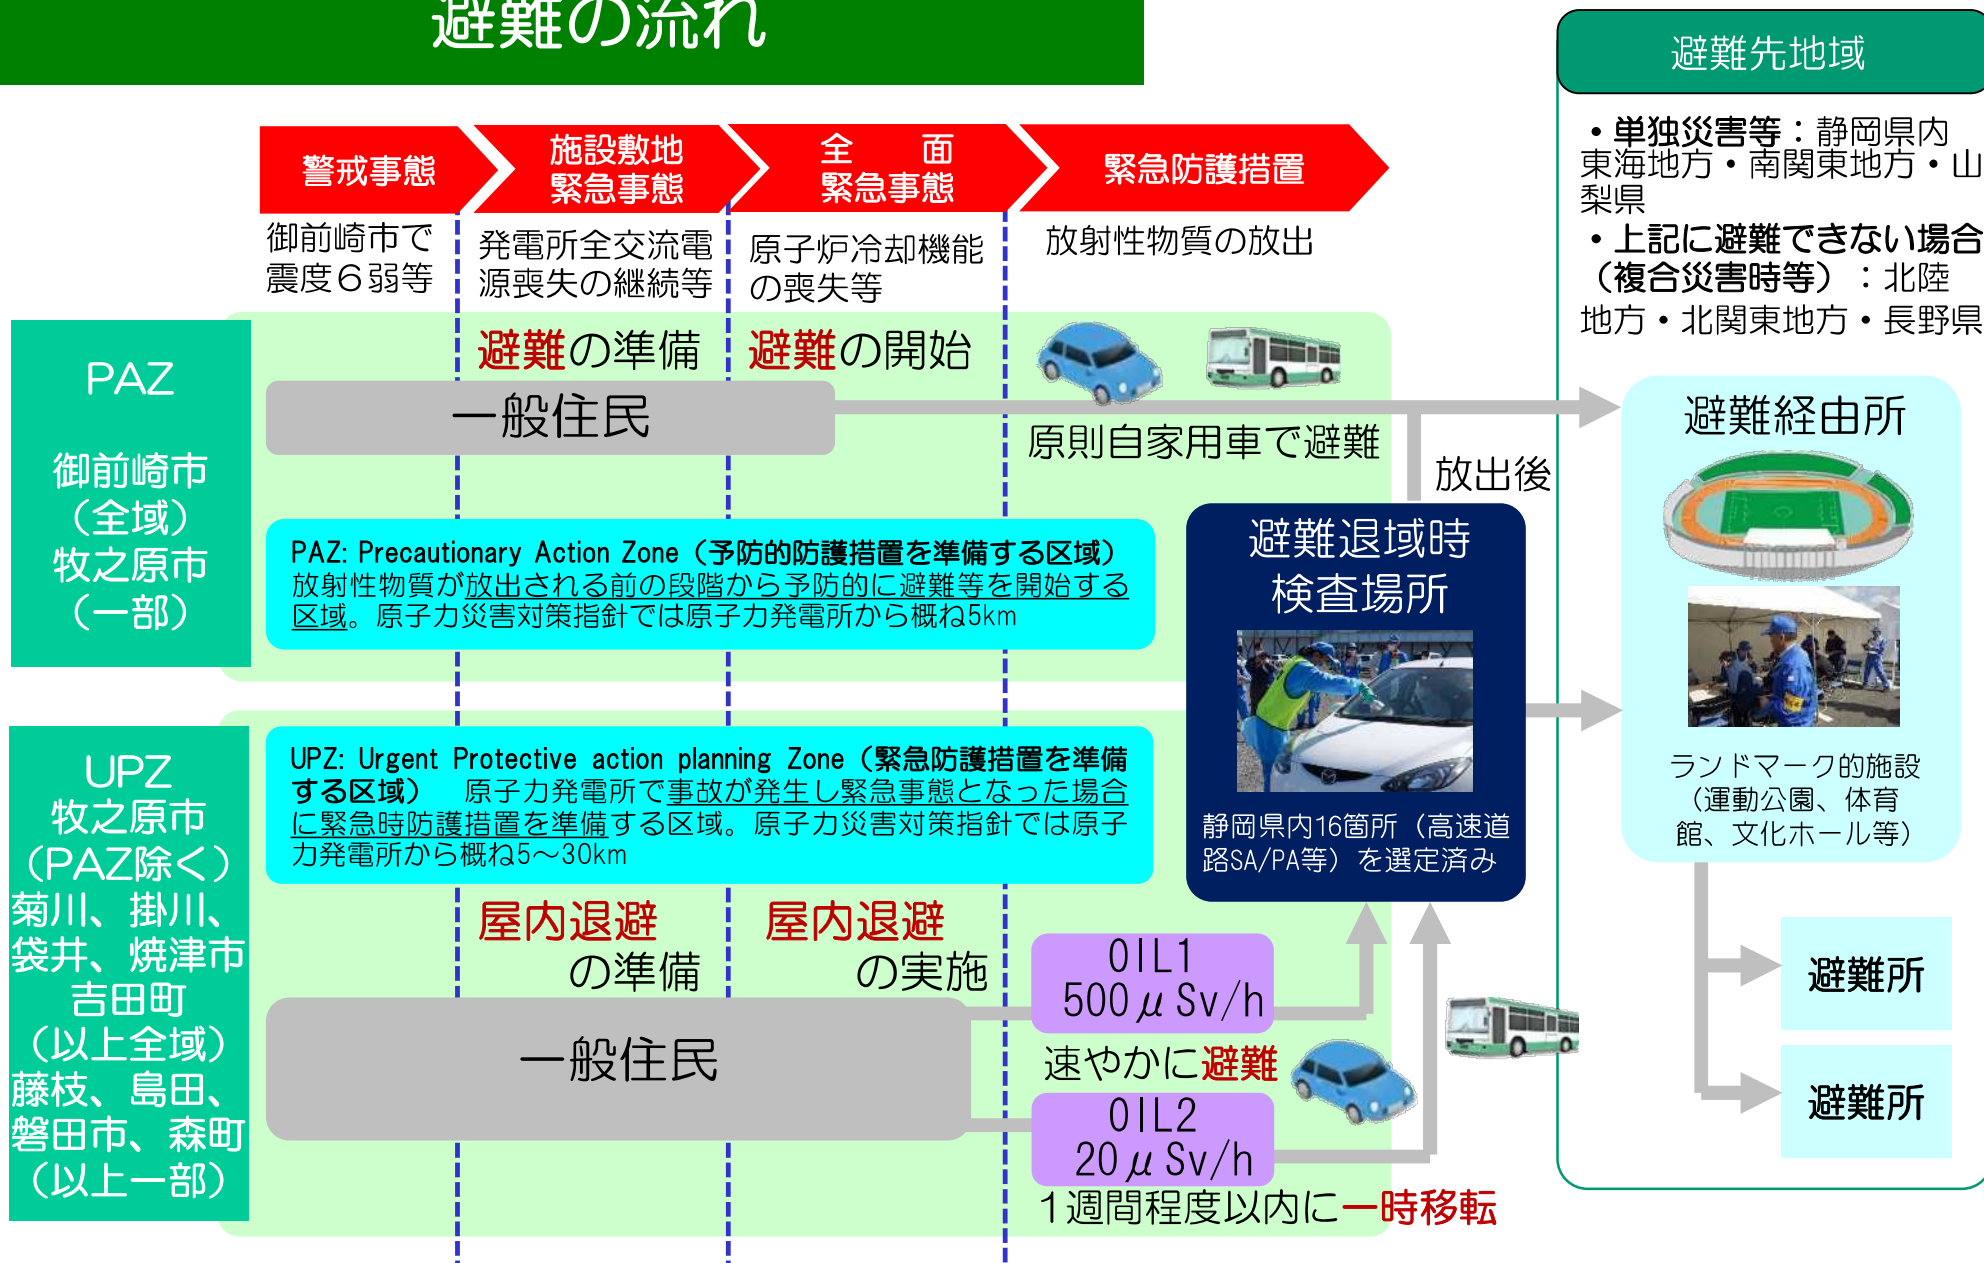 避難の流れ
警戒事態
施設敷地
緊急事態
全　面
緊急事態
緊急防護措置
御前崎市で
震度６弱等
発電所全交流電
源喪失の継続等
原子炉冷却機能
の喪失等
放射性物質の放出
PAZ
御前崎市
（全域）
牧之原市
（一部）
避難の準備
避難の開始
一般住民
原則自家用車で避難
放出後
PAZ: Precautionary Action Zone（予防的防護措置を準備する区域）
放射性物質が放出される前の段階から予防的に避難等を開始する
区域。原子力災害対策指針では原子力発電所から概ね5km
UPZ
牧之原市
（PAZ除く）
菊川、掛川、
袋井、焼津市
吉田町
（以上全域）
藤枝、島田、
磐田市、森町
（以上一部）
UPZ: Urgent Protective action planning Zone（緊急防護措置を準備
する区域）　原子力発電所で事故が発生し緊急事態となった場合
に緊急時防護措置を準備する区域。原子力災害対策指針では原子
力発電所から概ね5～30km
屋内退避
の準備
屋内退避
の実施
一般住民
OIL1
500μSv/h
速やかに避難
OIL2
20μSv/h
１週間程度以内に一時移転
避難退域時
検査場所
静岡県内16箇所（高速道
路SA/PA等）を選定済み
避難先地域
・単独災害等：静岡県内
東海地方・南関東地方・山
梨県
・上記に避難できない場合
（複合災害時等）：北陸
地方・北関東地方・長野県
避難経由所
ランドマーク的施設
（運動公園、体育
館、文化ホール等）
避難所
避難所